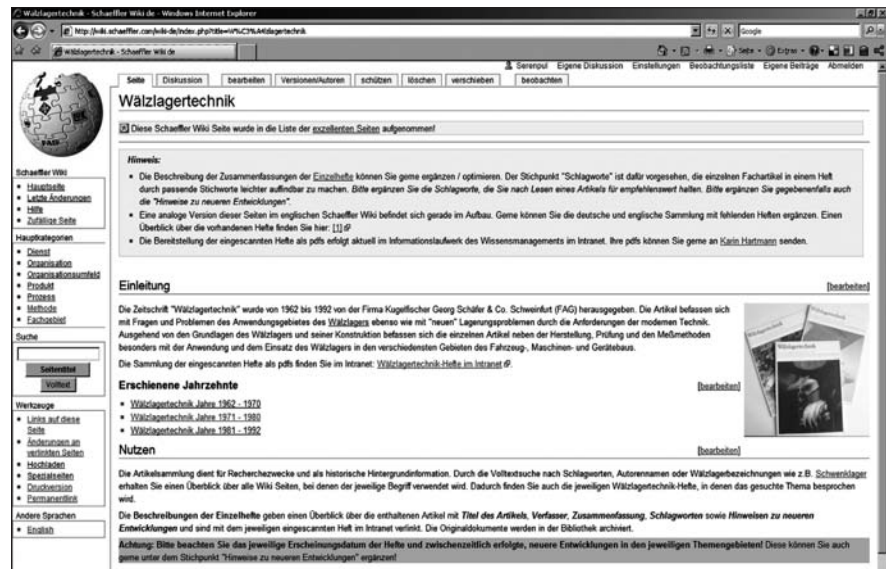 Wälzlagertechnik - Schaeffler Wiki de - Windows Internet Explorer
http://wiki.schaeffler.com/wiki-de/index.php?title=W%C3%A4lzlagertechnik
Google
Wälzlagertechnik - Schaeffler Wiki de
Seite Extras
Serenpul Eigene Diskussion Einstellungen Beobachtungsliste Eigene Beiträge Abmelden
Seite Diskussion bearbeiten Versionen/Autoren schützen löschen verschieben beobachten
Wälzlagertechnik
Diese Schaeffler Wiki Seite wurde in die Liste der exzellenten Seiten aufgenommen!
Hinweis:
Die Beschreibung der Zusammenfassungen der Einzelhefte können Sie gerne ergänzen / optimieren. Der Stichpunkt "Schlagworte" ist dafür vorgesehen, die einzelnen Fachartikel in einem Heft
durch passende Stichworte leichter auffindbar zu machen. Bitte ergänzen Sie die Schlagworte, die Sie nach Lesen eines Artikels für empfehlenswert halten. Bitte ergänzen Sie gegebenenfalls auch
die "Hinweise zu neueren Entwicklungen".
Eine analoge Version dieser Seiten im englischen Schaeffler Wiki befindet sich gerade im Aufbau. Gerne können Sie die deutsche und englische Sammlung mit fehlenden Heften ergänzen. Einen
Überblick über die vorhandenen Hefte finden Sie hier: [1]
Die Bereitstellung der eingescannten Hefte als pdfs erfolgt aktuell im Informationslaufwerk des Wissensmanagements im Intranet. Ihre pdfs können Sie gerne an Karin Hartmann senden.
Schaeffler Wiki
Hauptseite
Letzte Änderungen
Hilfe
Zufällige Seite
Hauptkategorien
Dienst
Organisation
Organisationsumfeld
Produkt
Prozess
Methode
Fachgebiet
Suche
Seitentitel
Volltext
Werkzeuge
Links auf diese
Seite
Änderungen an
verlinkten Seiten
Hochladen
Spezialseiten
Druckversion
Permanentlink
Andere Sprachen
English
Einleitung [bearbeiten]
Die Zeitschrift "Wälzlagertechnik" wurde von 1962 bis 1992 von der Firma Kugelfischer Georg Schäfer & Co. Schweinfurt (FAG) herausgegeben. Die Artikel befassen sich
mit Fragen und Problemen des Anwendungsgebietes des Wälzlagers ebenso wie mit "neuen" Lagerungsproblemen durch die Anforderungen der modernen Technik.
Ausgehend von den Grundlagen des Wälzlagers und seiner Konstruktion befassen sich die einzelnen Artikel neben der Herstellung, Prüfung und den Meßmethoden
besonders mit der Anwendung und dem Einsatz des Wälzlagers in den verschiedensten Gebieten des Fahrzeug-, Maschinen- und Gerätebaus.
Die Sammlung der eingescannten Hefte als pdfs finden Sie im Intranet: Wälzlagertechnik-Hefte im Intranet
Wälzlagertechnik
Wälzlagertechnik
Erschienene Jahrzehnte [bearbeiten]
Wälzlagertechnik Jahre 1962 - 1970
Wälzlagertechnik Jahre 1971 - 1980
Wälzlagertechnik Jahre 1981 - 1992
Nutzen [bearbeiten]
Die Artikelsammlung dient für Recherchezwecke und als historische Hintergrundinformation. Durch die Volltextsuche nach Schlagworten, Autorennamen oder Wälzlagerbezeichnungen wie z.B. Schwenklager
erhalten Sie einen Überblick über alle Wiki Seiten, bei denen der jeweilige Begriff verwendet wird. Dadurch finden Sie auch die jeweiligen Wälzlagertechnik-Hefte, in denen das gesuchte Thema besprochen
wird.
Die Beschreibungen der Einzelhefte geben einen Überblick über die enthaltenen Artikel mit Titel des Artikels, Verfasser, Zusammenfassung, Schlagworten sowie Hinweisen zu neueren
Entwicklungen und sind mit dem jeweiligen eingescannten Heft im Intranet verlinkt. Die Originaldokumente werden in der Bibliothek archiviert.
Achtung: Bitte beachten Sie das jeweilige Erscheinungsdatum der Hefte und zwischenzeitlich erfolgte, neuere Entwicklungen in den jeweiligen Themengebieten! Diese können Sie auch
gerne unter dem Stichpunkt "Hinweise zu neueren Entwicklungen" ergänzen!